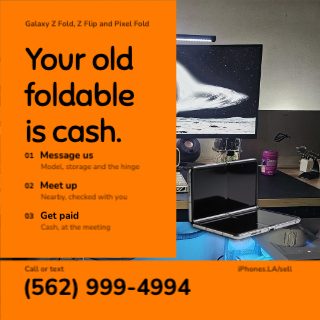 Galaxy Z Fold, Z Flip and Pixel Fold
Your old
foldable
is cash.
01 Message us
Model, storage and the hinge
02 Meet up
Nearby, checked with you
03 Get paid
Cash, at the meeting
Call or text
iPhones.LA/sell
(562) 999-4994